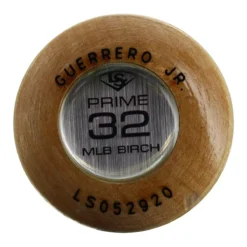 GUERRERO JR.
LS
PRIME
32
MLB BIRCH
LS052920